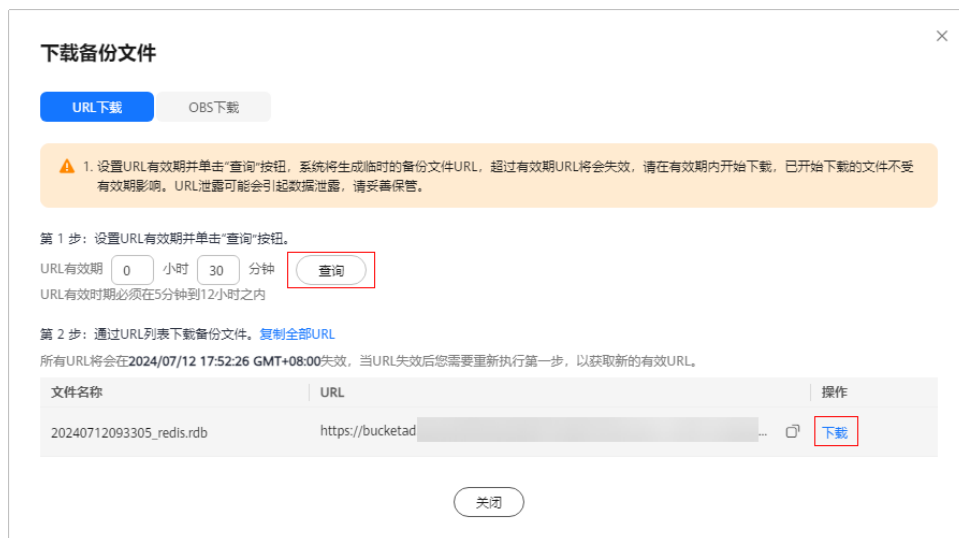 下载备份文件
URL下载
OBS下载
1. 设置URL有效期并单击“查询”按钮，系统将生成临时的备份文件URL，超过有效期URL将会失效，请在有效期内开始下载，已开始下载的文件不受
有效期影响。URL泄露可能会引起数据泄露，请妥善保管。
第 1 步：设置URL有效期并单击“查询”按钮。
URL有效期 0 小时 30 分钟 查询
URL有效时期必须在5分钟到12小时之内
第 2 步：通过URL列表下载备份文件。复制全部URL
所有URL将会在2024/07/12 17:52:26 GMT+08:00失效，当URL失效后您需要重新执行第一步，以获取新的有效URL。
文件名称 URL 操作
20240712093305_redis.rdb https://bucketad ... 下载
关闭